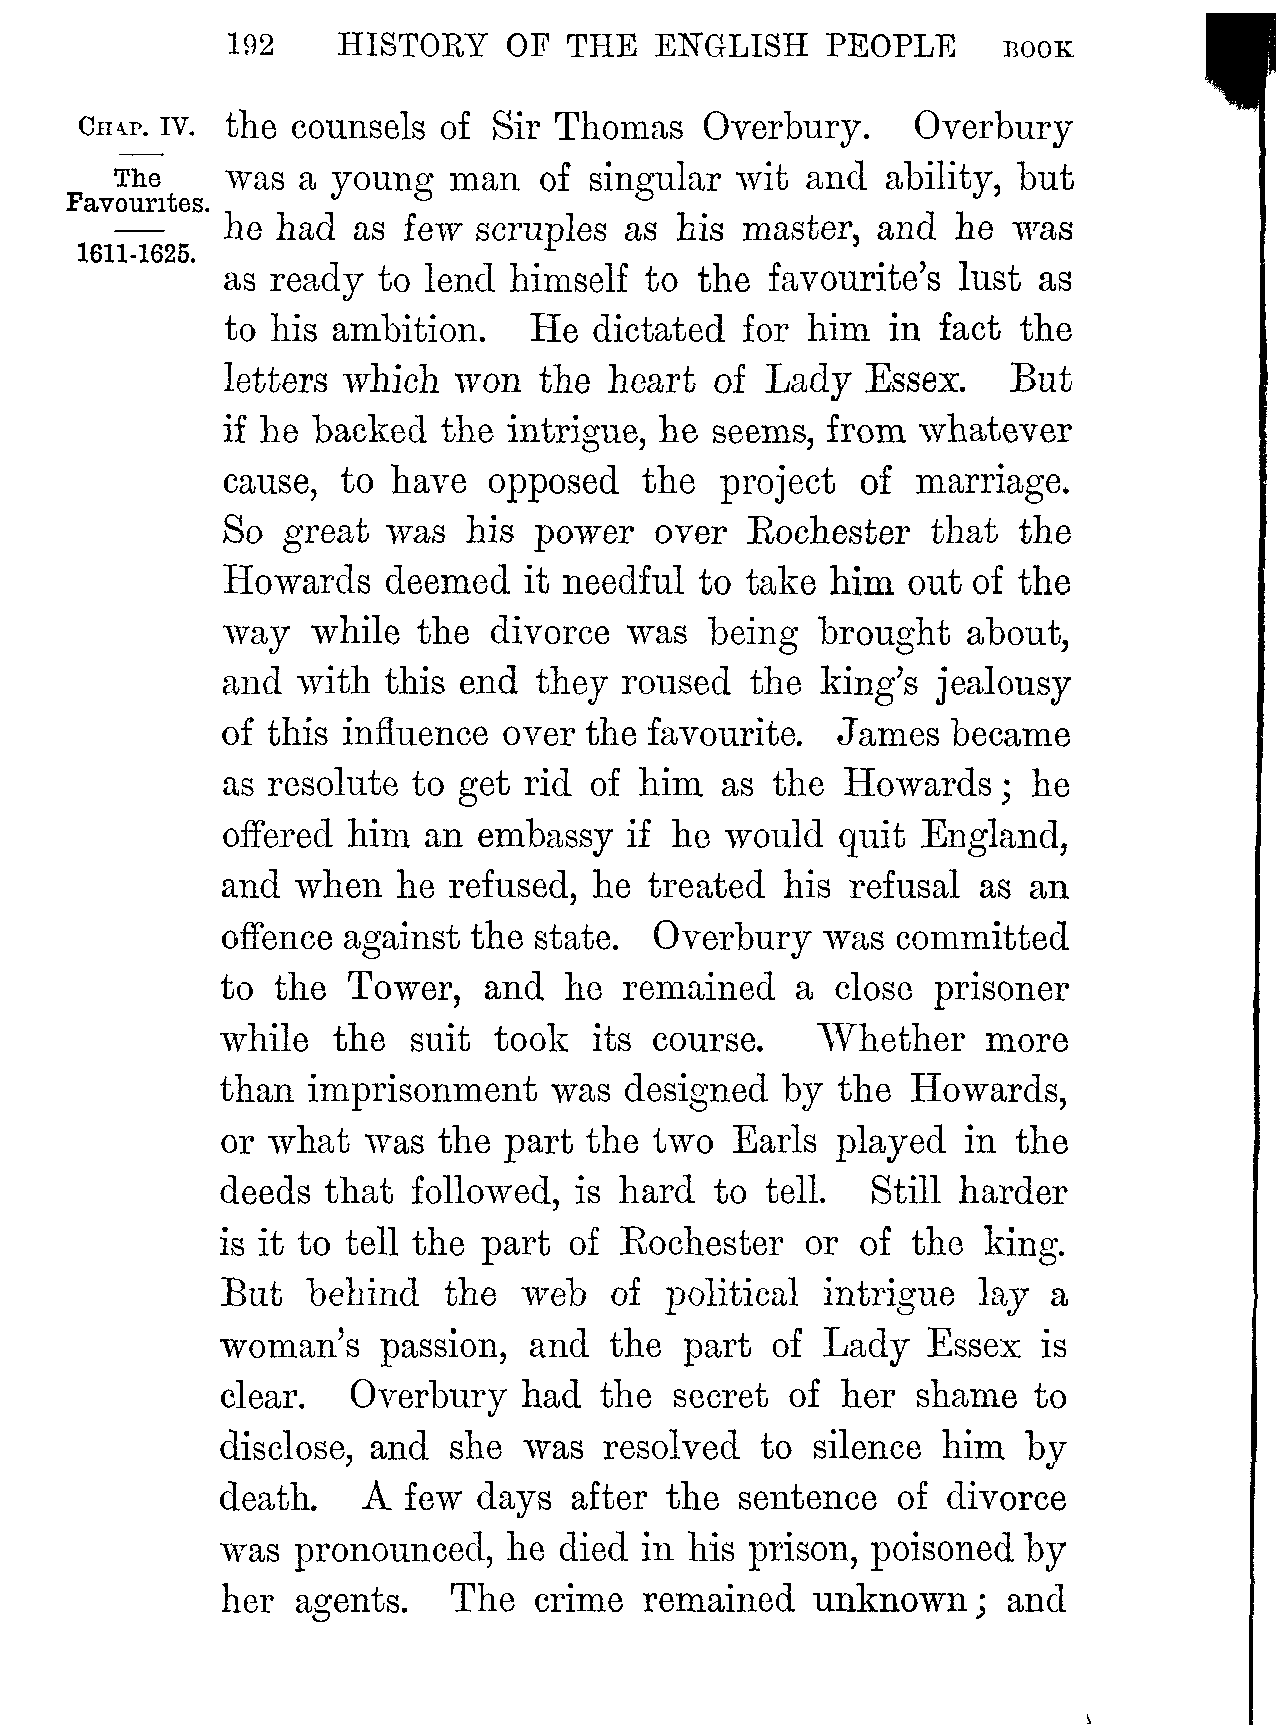 192 HISTORY OF THE ENGLISH PEOPLE BOOK
CHAP. IV.
The
Favourites.
1611-1625.
the counsels of Sir Thomas Overbury. Overbury
was a young man of singular wit and ability, but
he had as few scruples as his master, and he was
as ready to lend himself to the favourite's lust as
to his ambition. He dictated for him in fact the
letters which won the heart of Lady Essex. But
if he backed the intrigue, he seems, from whatever
cause, to have opposed the project of marriage.
So great was his power over Rochester that the
Howards deemed it needful to take him out of the
way while the divorce was being brought about,
and with this end they roused the king's jealousy
of this influence over the favourite. James became
as resolute to get rid of him as the Howards; he
offered him an embassy if he would quit England,
and when he refused, he treated his refusal as an
offence against the state. Overbury was committed
to the Tower, and he remained a close prisoner
while the suit took its course. Whether more
than imprisonment was designed by the Howards,
or what was the part the two Earls played in the
deeds that followed, is hard to tell. Still harder
is it to tell the part of Rochester or of the king.
But behind the web of political intrigue lay a
woman's passion, and the part of Lady Essex is
clear. Overbury had the secret of her shame to
disclose, and she was resolved to silence him by
death. A few days after the sentence of divorce
was pronounced, he died in his prison, poisoned by
her agents. The crime remained unknown; and